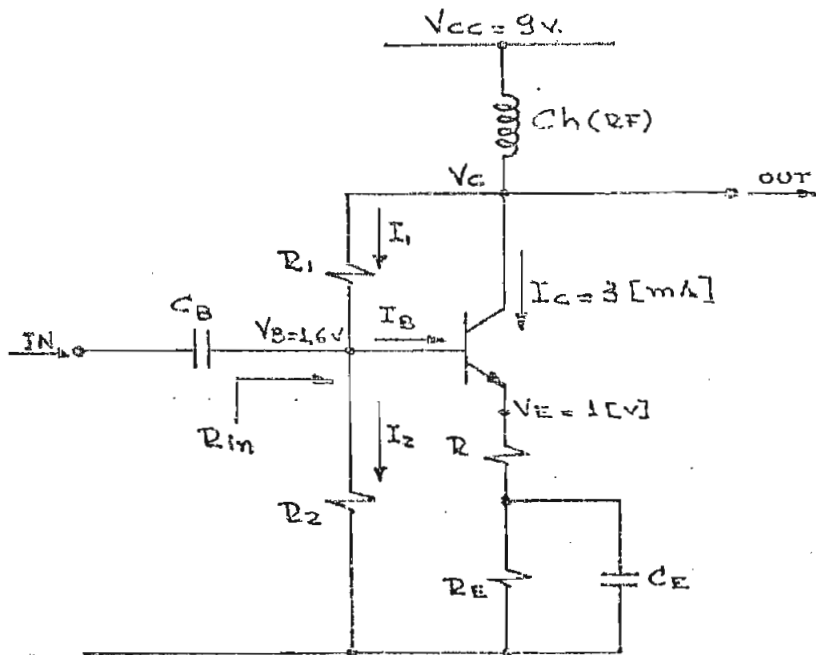 Vcc = 9v.
Ch (RF)
Vc
OUT
I1
R1
Ic = 3 [mA]
CB
IB
VB=1,6v
IN
VE = 1 [v]
Rin
I2
R
R2
RE
CE